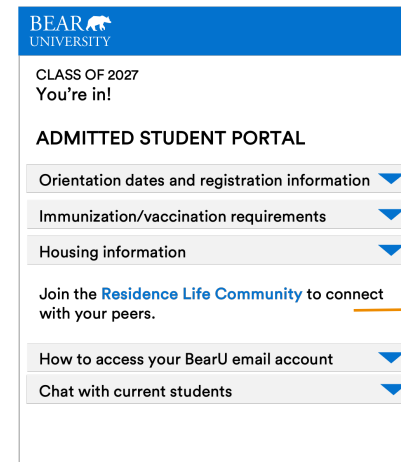 BEAR
UNIVERSITY
CLASS OF 2027
You're in!
ADMITTED STUDENT PORTAL
Orientation dates and registration information
Immunization/vaccination requirements
Housing information
Join the Residence Life Community to connect
with your peers.
How to access your BearU email account
Chat with current students